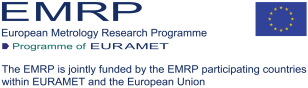 EMRP
European Metrology Research Programme
Programme of EURAMET
The EMRP is jointly funded by the EMRP participating countries
within EURAMET and the European Union